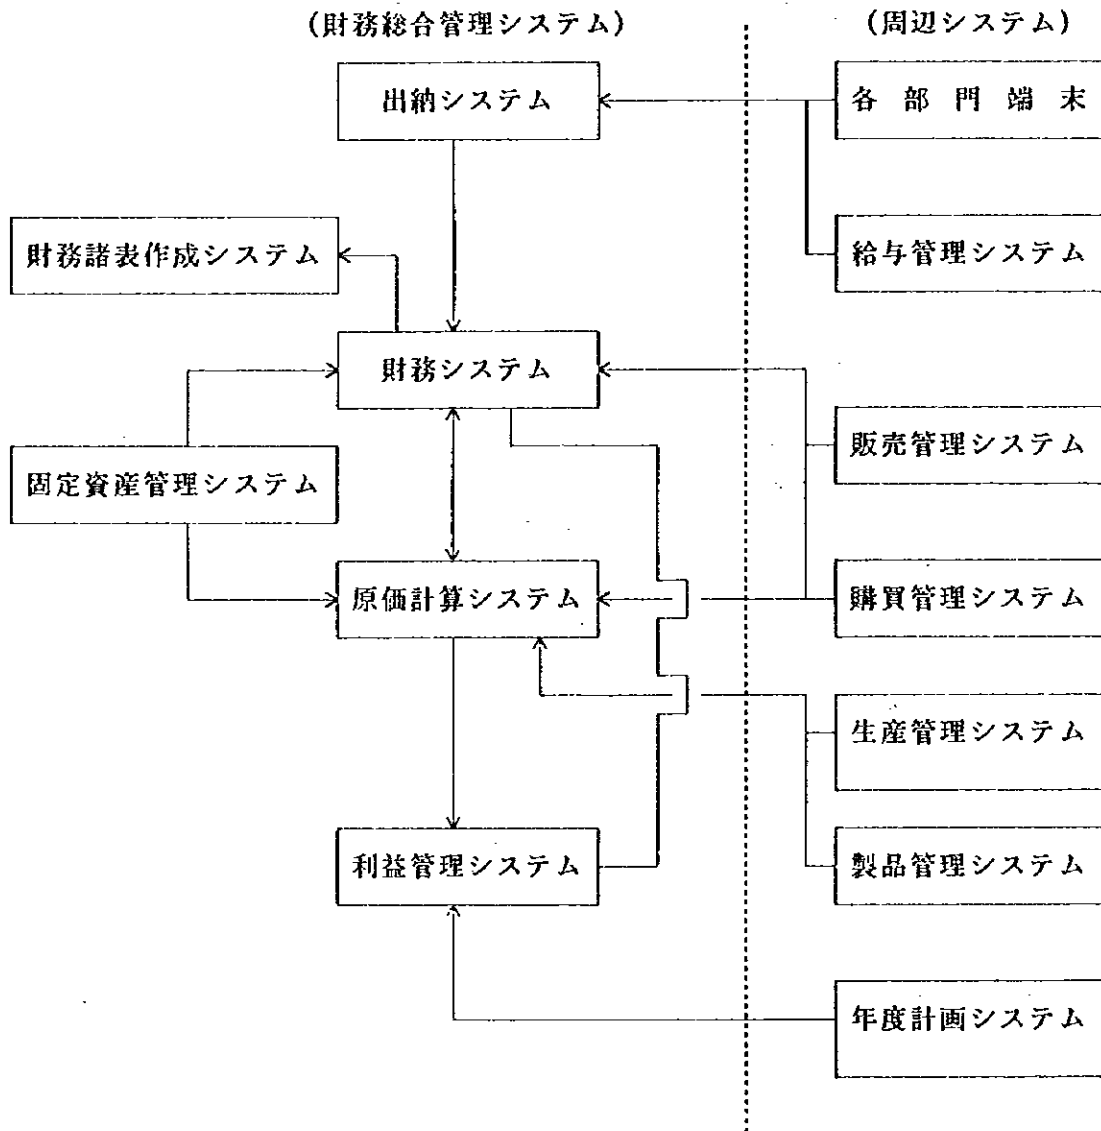 (財務総合管理システム)
(周辺システム)
出納システム
各部門端末
財務諸表作成システム
給与管理システム
財務システム
販売管理システム
固定資産管理システム
原価計算システム
購買管理システム
生産管理システム
利益管理システム
製品管理システム
年度計画システム